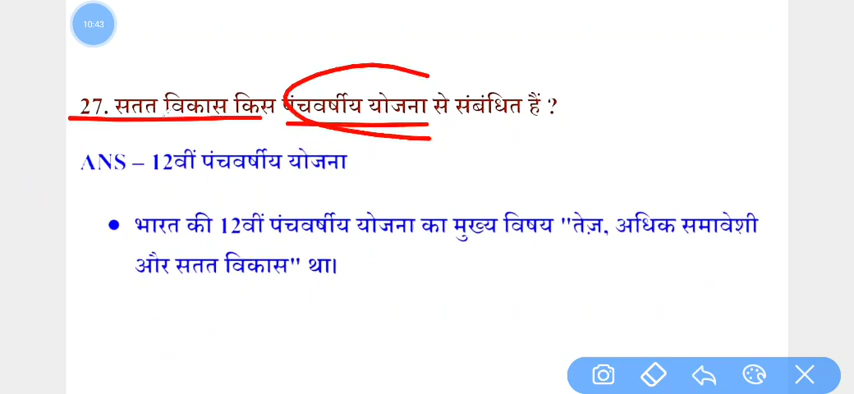 10:43
27. सतत विकास किस पंचवर्षीय योजना से संबंधित हैं ?
ANS – 12वीं पंचवर्षीय योजना
● भारत की 12वीं पंचवर्षीय योजना का मुख्य विषय "तेज़, अधिक समावेशी
और सतत विकास" था।